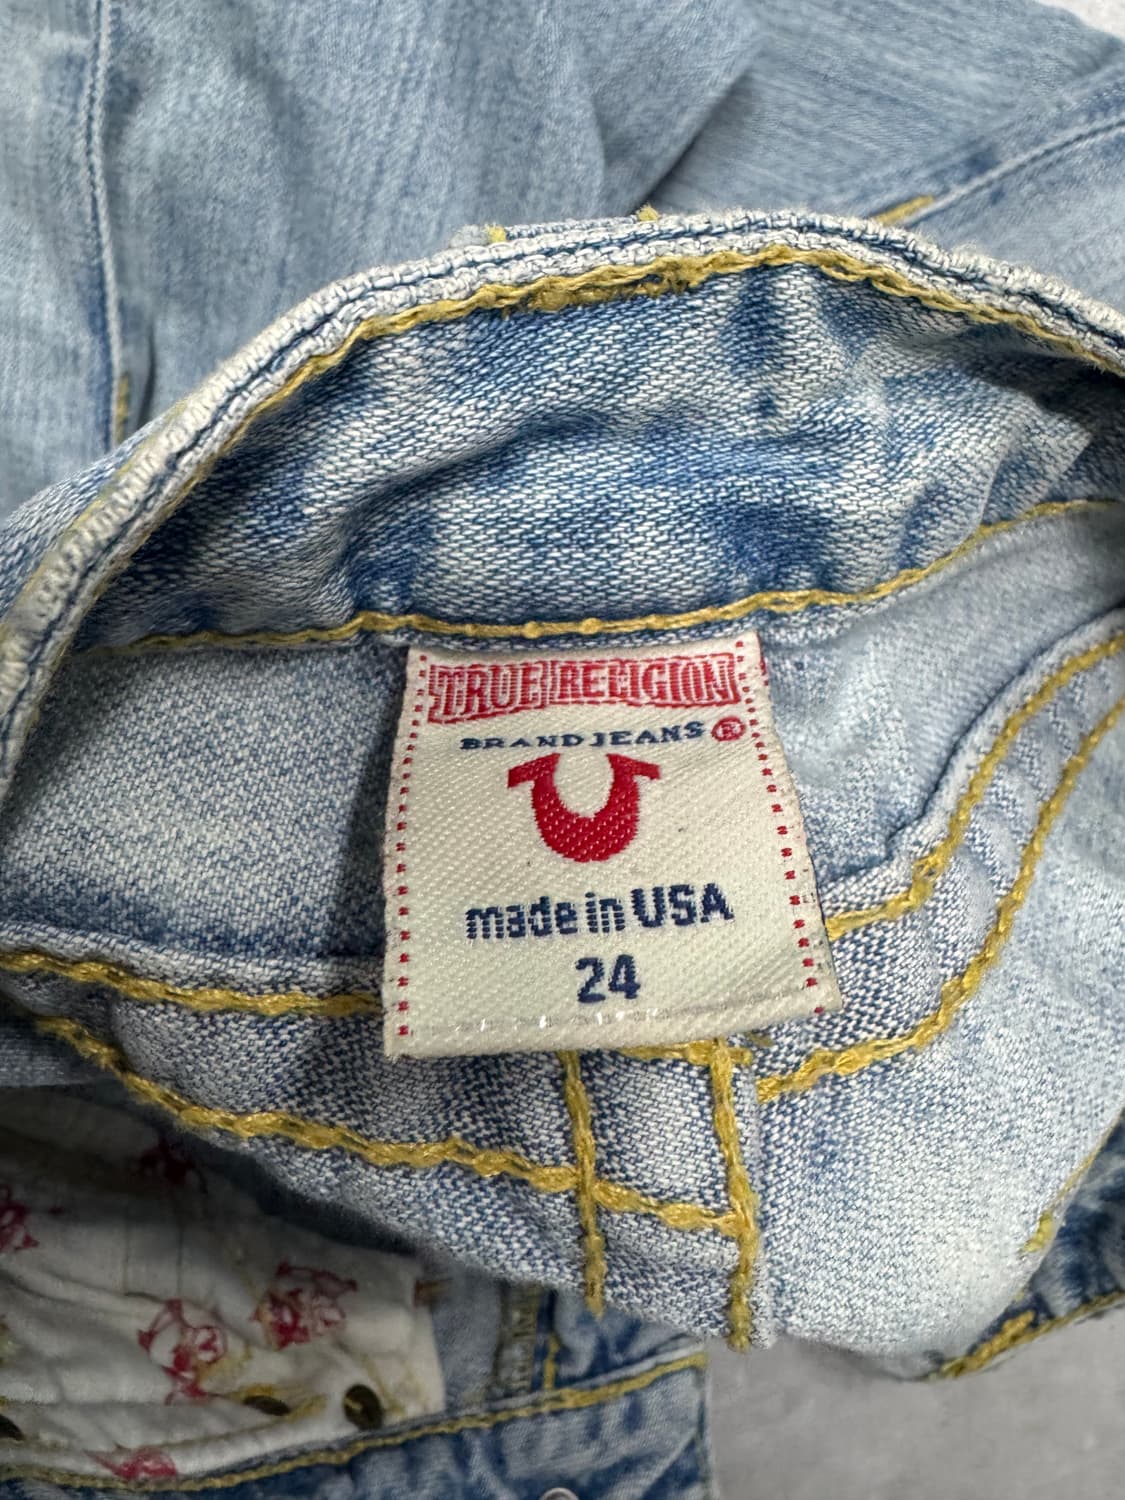 TRUE RELIGION
BRAND JEANS ®
made in USA
24